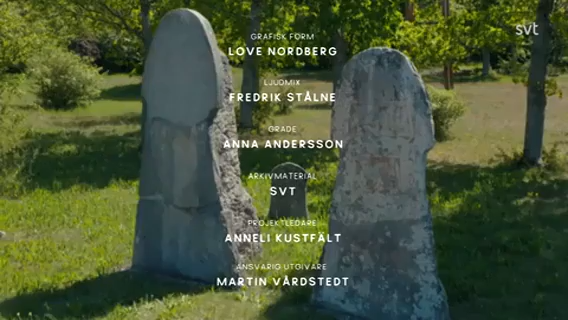 svt
GRAFISK FORM
LOVE NORDBERG
LJUDMIX
FREDRIK STÅLNE
GRADE
ANNA ANDERSSON
ARKIVMATERIAL
SVT
PROJEKTLEDARE
ANNELI KUSTFÄLT
ANSVARIG UTGIVARE
MARTIN VÅRDSTEDT